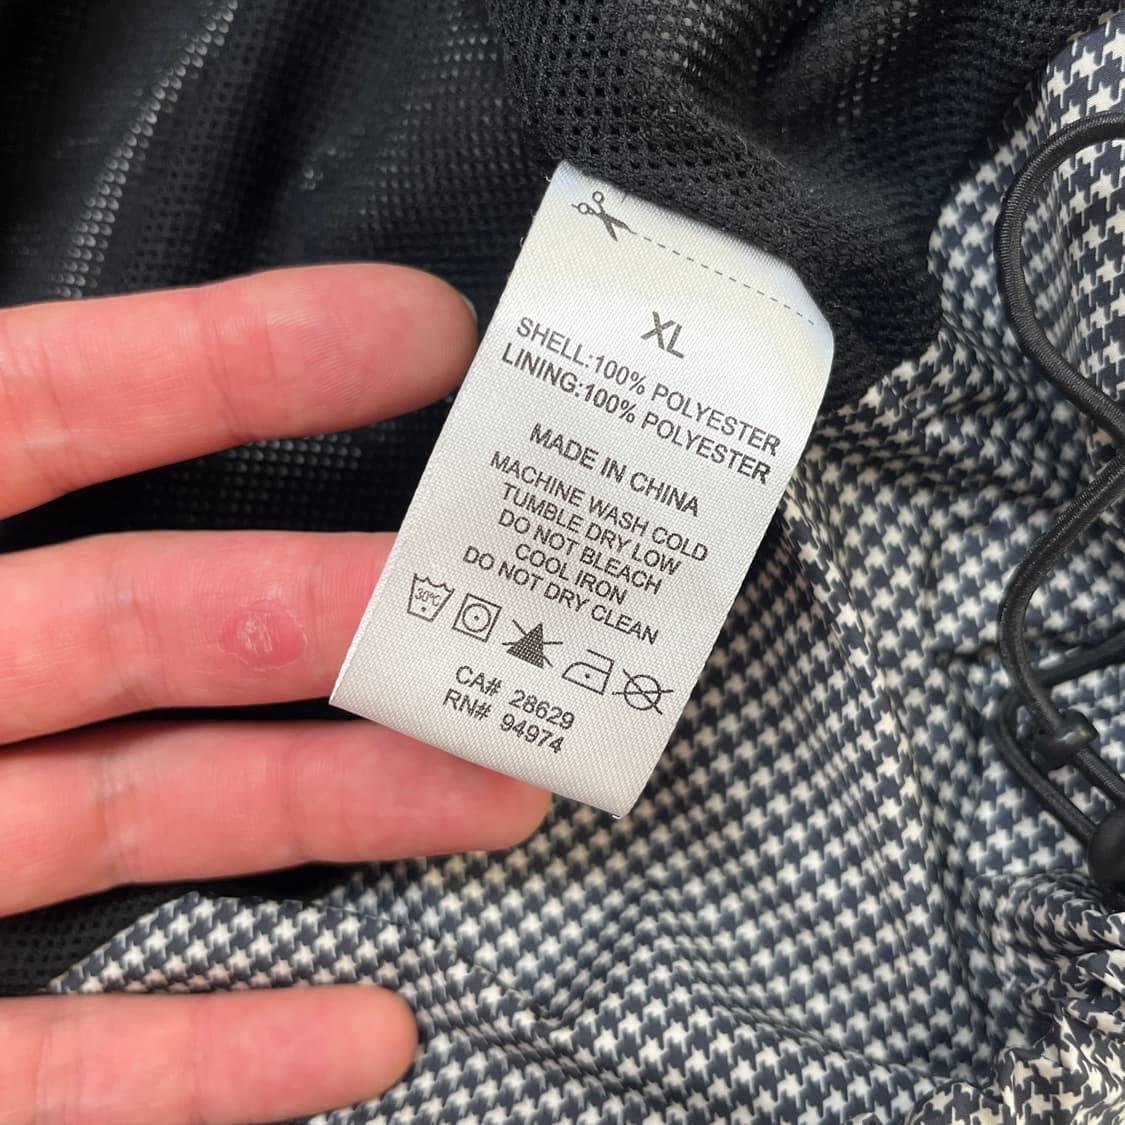 XL
SHELL:100% POLYESTER
LINING:100% POLYESTER
MADE IN CHINA
MACHINE WASH COLD
TUMBLE DRY LOW
DO NOT BLEACH
COOL IRON
DO NOT DRY CLEAN
30°C
CA# 28629
RN# 94974